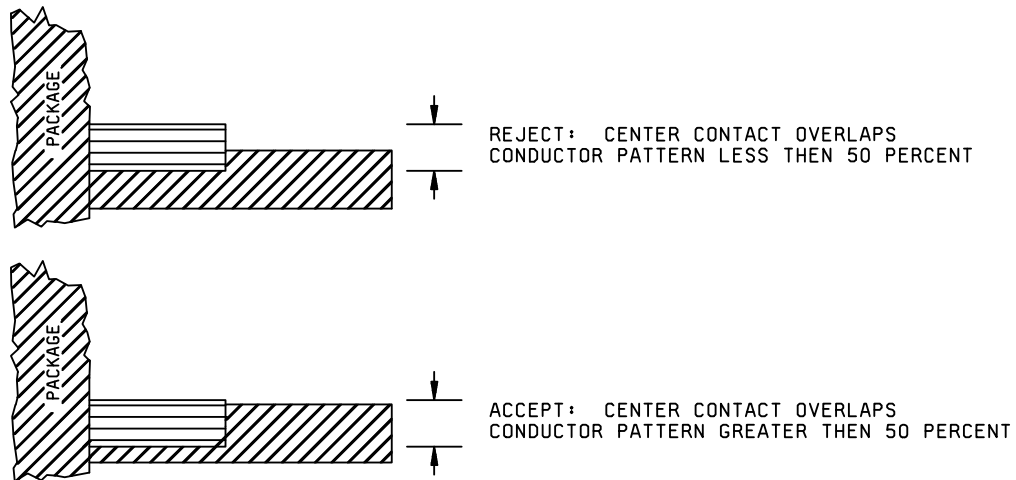 PACKAGE
REJECT: CENTER CONTACT OVERLAPS
CONDUCTOR PATTERN LESS THEN 50 PERCENT
PACKAGE
ACCEPT: CENTER CONTACT OVERLAPS
CONDUCTOR PATTERN GREATER THEN 50 PERCENT